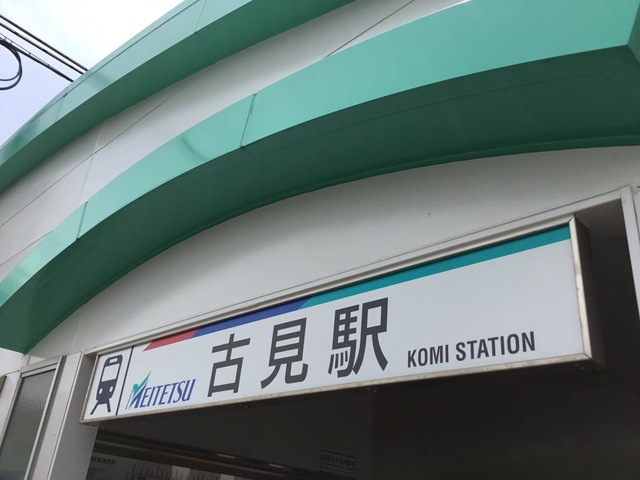 MEITETSU 古見駅 KOMI STATION